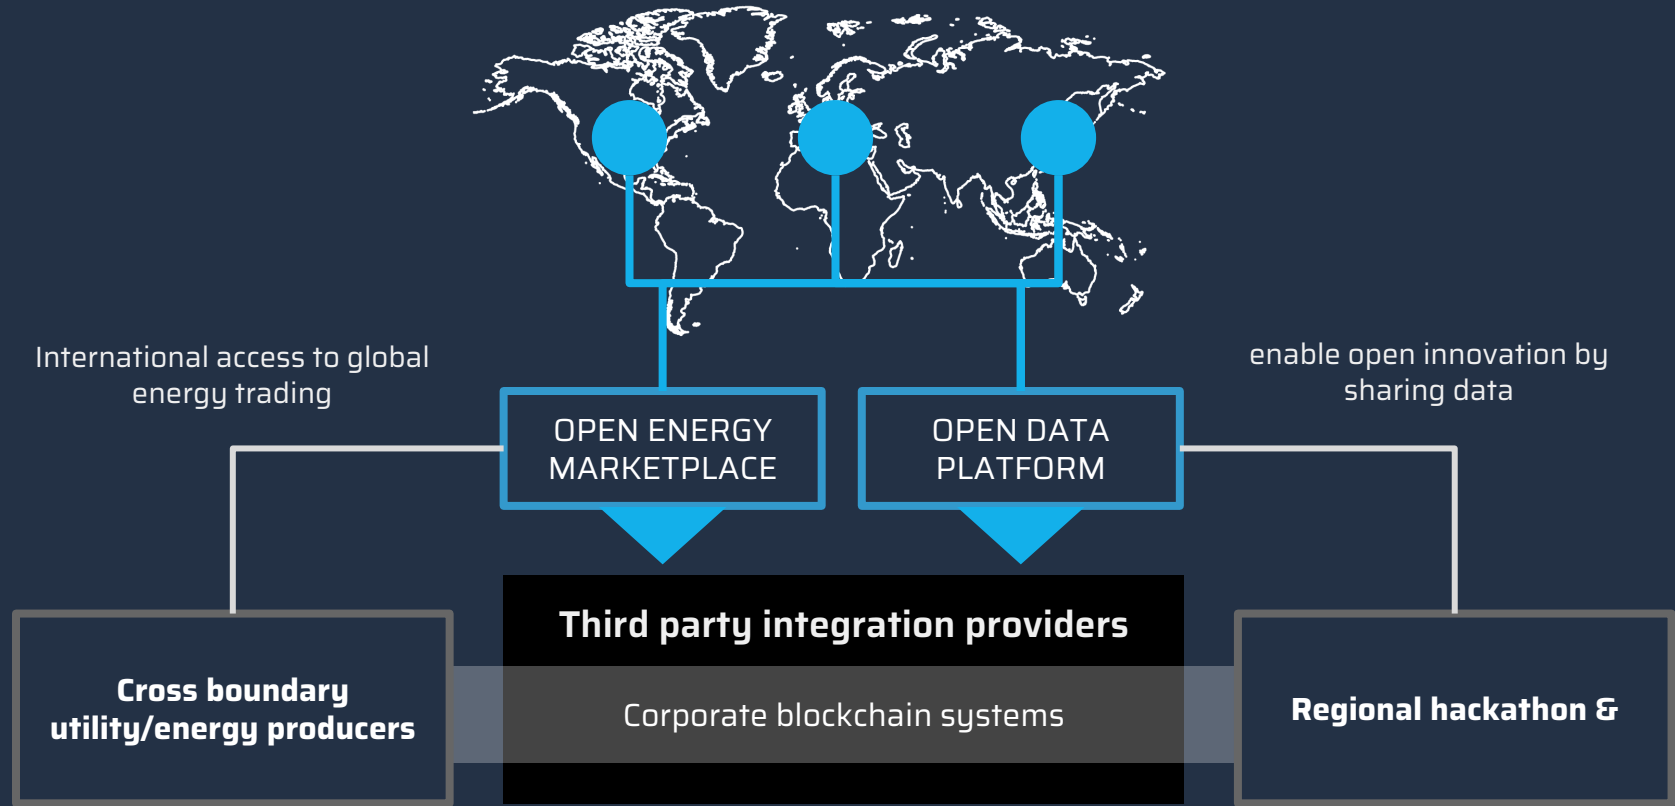 International access to global
energy trading
enable open innovation by
sharing data
OPEN ENERGY
MARKETPLACE
OPEN DATA
PLATFORM
Third party integration providers
Cross boundary
utility/energy producers
Corporate blockchain systems
Regional hackathon &